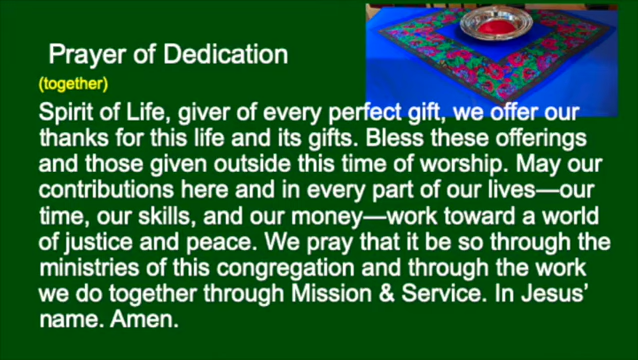 Prayer of Dedication
(together)
Spirit of Life, giver of every perfect gift, we offer our
thanks for this life and its gifts. Bless these offerings
and those given outside this time of worship. May our
contributions here and in every part of our lives—our
time, our skills, and our money—work toward a world
of justice and peace. We pray that it be so through the
ministries of this congregation and through the work
we do together through Mission & Service. In Jesus’
name. Amen.